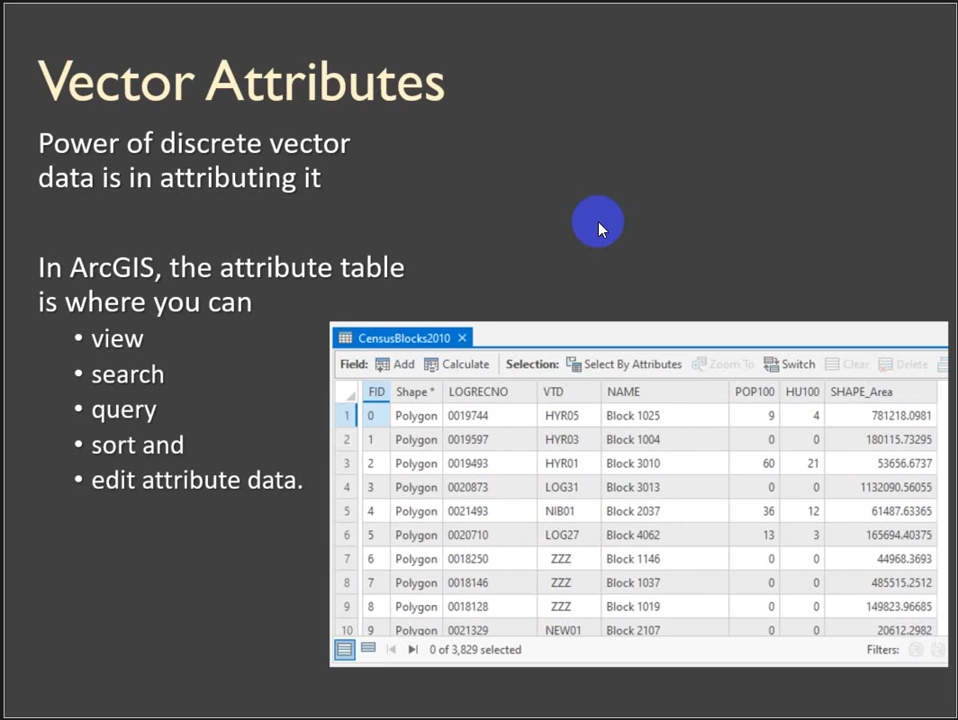 Vector Attributes
Power of discrete vector
data is in attributing it
In ArcGIS, the attribute table
is where you can
• view
• search
• query
• sort and
• edit attribute data.
CensusBlocks2010 ×
Field: Add Calculate Selection: Select By Attributes Zoom To Switch Clear Delete
FID Shape * LOGRECNO VTD NAME POP100 HU100 SHAPE_Area
1 0 Polygon 0019744 HYR05 Block 1025 9 4 781218.0981
2 1 Polygon 0019597 HYR03 Block 1004 0 0 180115.73295
3 2 Polygon 0019493 HYR01 Block 3010 60 21 53656.6737
4 3 Polygon 0020873 LOG31 Block 3013 0 0 1132090.56055
5 4 Polygon 0021493 NIB01 Block 2037 36 12 61487.63365
6 5 Polygon 0020710 LOG27 Block 4062 13 3 165694.40375
7 6 Polygon 0018250 ZZZ Block 1146 0 0 44968.3693
8 7 Polygon 0018146 ZZZ Block 1037 0 0 485515.2512
9 8 Polygon 0018128 ZZZ Block 1019 0 0 149823.96685
10 9 Polygon 0021329 NEW01 Block 2107 0 0 20612.2982
0 of 3,829 selected Filters: